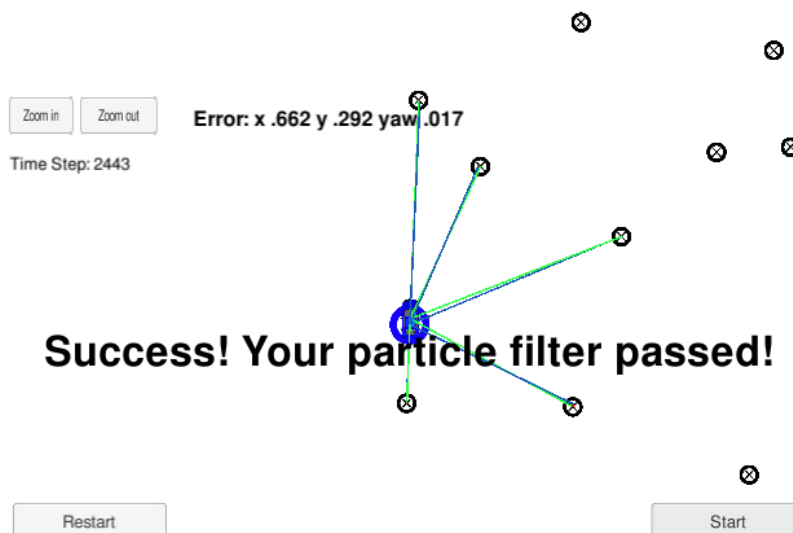 Zoom in Zoom out
Error: x .662 y .292 yaw .017
Time Step: 2443
Success! Your particle filter passed!
Restart Start